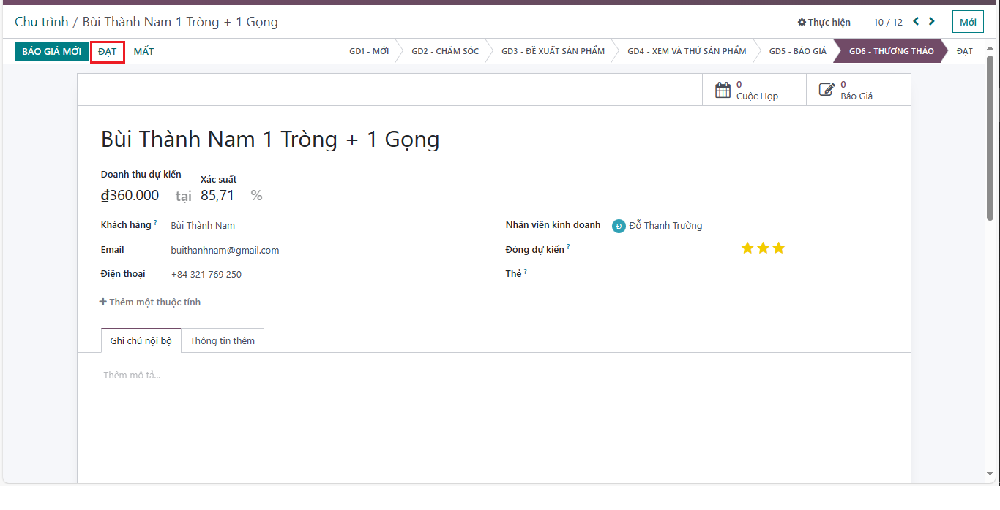 Chu trình / Bùi Thành Nam 1 Tròng + 1 Gọng
Thực hiện 10 / 12 Mới
BÁO GIÁ MỚI ĐẠT MẤT GD1 - MỚI GD2 - CHĂM SÓC GD3 - ĐỀ XUẤT SẢN PHẨM GD4 - XEM VÀ THỬ SẢN PHẨM GD5 - BÁO GIÁ GD6 - THƯƠNG THẢO ĐẠT
0 Cuộc Họp
0 Báo Giá
Bùi Thành Nam 1 Tròng + 1 Gọng
Doanh thu dự kiến Xác suất
₫360.000 tại 85,71 %
Khách hàng ? Bùi Thành Nam
Nhân viên kinh doanh Đ Đỗ Thanh Trường
Email buithanhnam@gmail.com
Đóng dự kiến ?
Điện thoại +84 321 769 250
Thẻ ?
+ Thêm một thuộc tính
Ghi chú nội bộ Thông tin thêm
Thêm mô tả...